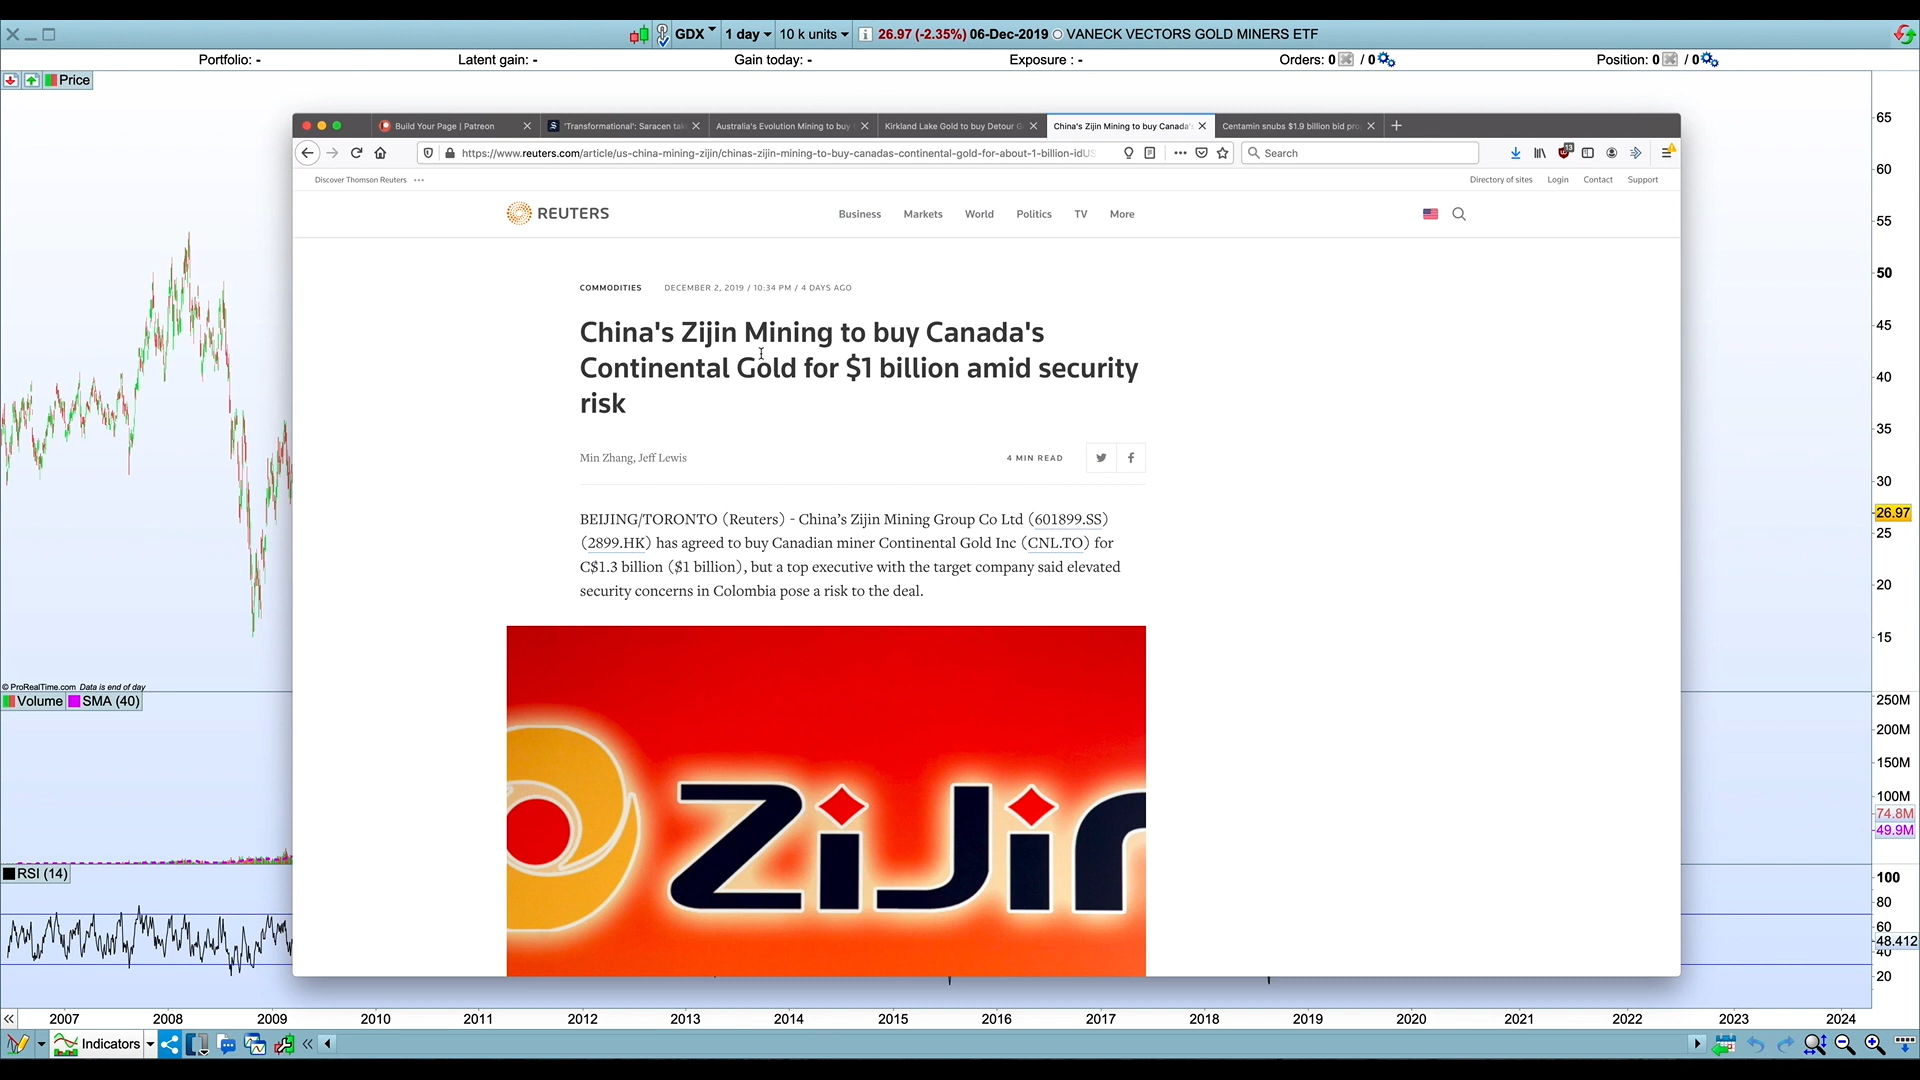 GDX 1 day 10 k units 26.97 (-2.35%) 06-Dec-2019 VANECK VECTORS GOLD MINERS ETF
Portfolio: - Latent gain: - Gain today: - Exposure : - Orders: 0 / 0 Position: 0 / 0
Price
Build Your Page | Patreon 'Transformational': Saracen tak Australia's Evolution Mining to buy Kirkland Lake Gold to buy Detour G China's Zijin Mining to buy Canada's Centamin snubs $1.9 billion bid pro
https://www.reuters.com/article/us-china-mining-zijin/chinas-zijin-mining-to-buy-canadas-continental-gold-for-about-1-billion-idUS Search 13
Discover Thomson Reuters Directory of sites Login Contact Support
REUTERS Business Markets World Politics TV More
COMMODITIES DECEMBER 2, 2019 / 10:34 PM / 4 DAYS AGO
China's Zijin Mining to buy Canada's
Continental Gold for $1 billion amid security
risk
Min Zhang, Jeff Lewis 4 MIN READ
BEIJING/TORONTO (Reuters) - China’s Zijin Mining Group Co Ltd (601899.SS)
(2899.HK) has agreed to buy Canadian miner Continental Gold Inc (CNL.TO) for
C$1.3 billion ($1 billion), but a top executive with the target company said elevated
security concerns in Colombia pose a risk to the deal.
ZiJin
65
60
55
50
45
40
35
30
26.97
25
20
15
© ProRealTime.com Data is end of day
Volume SMA (40)
250M
200M
150M
100M
74.8M
49.9M
RSI (14)
100
80
60
48.412
40
20
2007 2008 2009 2010 2011 2012 2013 2014 2015 2016 2017 2018 2019 2020 2021 2022 2023 2024
Indicators